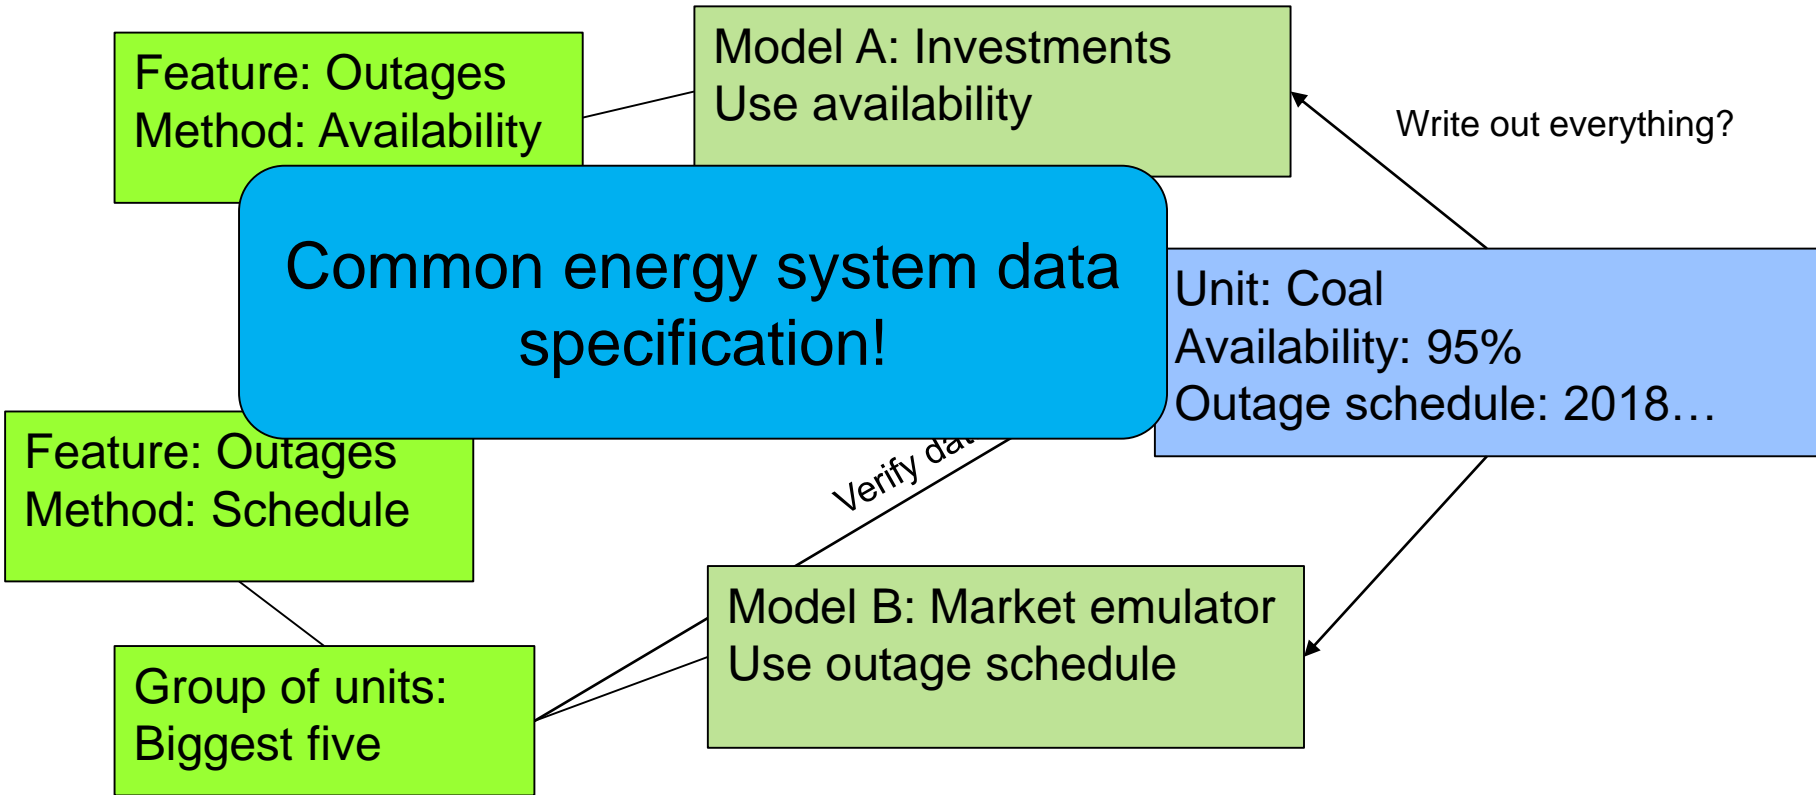 Feature: Outages
Method: Availability
Model A: Investments
Use availability
Write out everything?
Common energy system data
specification!
Unit: Coal
Availability: 95%
Outage schedule: 2018…
Feature: Outages
Method: Schedule
Verify
Model B: Market emulator
Use outage schedule
Group of units:
Biggest five